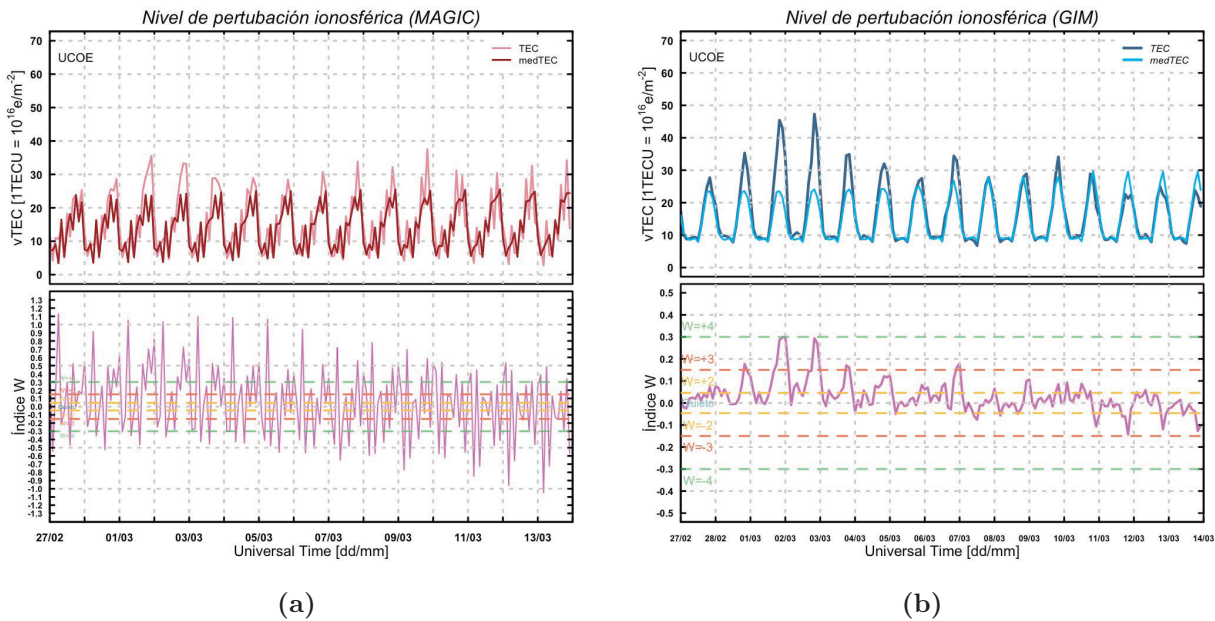 Nivel de pertubación ionosférica (MAGIC)
UCOE
TEC
medTEC
vTEC [1TECU = 10^16 e/m^-2]
70
60
50
40
30
20
10
0
Índice W
1.3
1.2
1.1
1.0
0.9
0.8
0.7
0.6
0.5
0.4
0.3
0.2
0.1
0.0
-0.1
-0.2
-0.3
-0.4
-0.5
-0.6
-0.7
-0.8
-0.9
-1.0
-1.1
-1.2
-1.3
27/02 01/03 03/03 05/03 07/03 09/03 11/03 13/03
Universal Time [dd/mm]
(a)
Nivel de pertubación ionosférica (GIM)
UCOE
TEC
medTEC
vTEC [1TECU = 10^16 e/m^-2]
70
60
50
40
30
20
10
0
Índice W
0.5
0.4
0.3
0.2
0.1
0.0
-0.1
-0.2
-0.3
-0.4
-0.5
W=+4
W=+3
W=+2
W=-2
W=-3
W=-4
27/02 28/02 01/03 02/03 03/03 04/03 05/03 06/03 07/03 08/03 09/03 10/03 11/03 12/03 13/03 14/03
Universal Time [dd/mm]
(b)